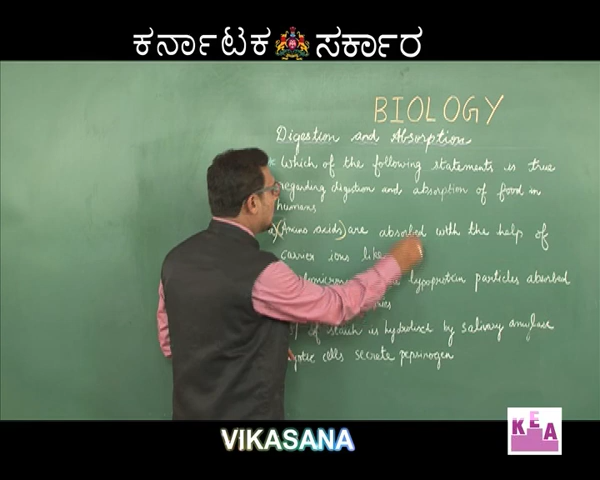 ಕರ್ನಾಟಕ ಸರ್ಕಾರ
BIOLOGY
Digestion and Absorption
* Which of the following statements is true
regarding digestion and absorption of food in
humans
a) (Amino acids) are absorbed with the help of
carrier ions like
lypoprotein particles absorbed
of starch is hydrolised by salivary amylase
cells secrete pepsinogen
VIKASANA
KEA